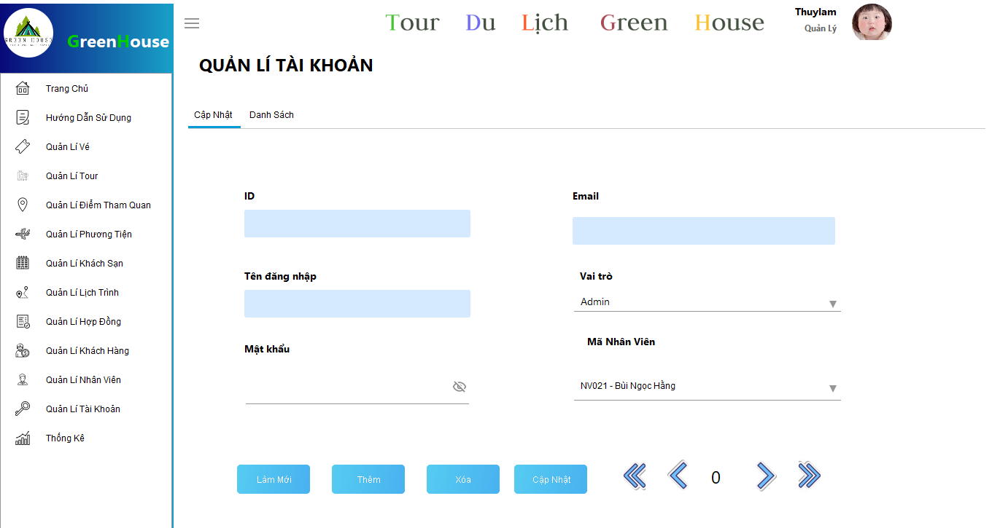 GREEN HOUSE
GreenHouse
Tour Du Lịch Green House
Thuylam
Quản Lý
QUẢN LÍ TÀI KHOẢN
Trang Chủ
Hướng Dẫn Sử Dụng
Quản Lí Vé
Quản Lí Tour
Quản Lí Điểm Tham Quan
Quản Lí Phương Tiện
Quản Lí Khách Sạn
Quản Lí Lịch Trình
Quản Lí Hợp Đồng
Quản Lí Khách Hàng
Quản Lí Nhân Viên
Quản Lí Tài Khoản
Thống Kê
Cập Nhật Danh Sách
ID
Email
Tên đăng nhập
Vai trò
Admin
Mật khẩu
Mã Nhân Viên
NV021 - Bùi Ngọc Hằng
Làm Mới Thêm Xóa Cập Nhật 0